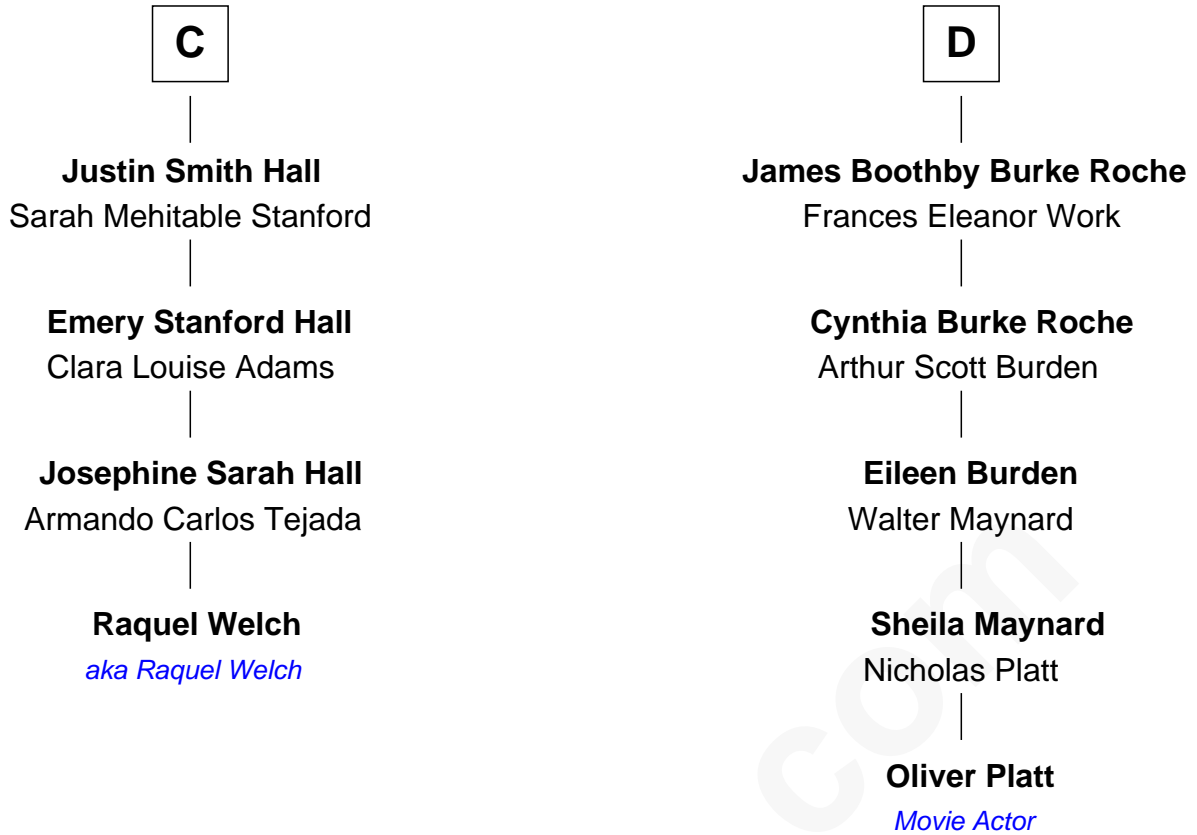 C
Justin Smith Hall
Sarah Mehitable Stanford
Emery Stanford Hall
Clara Louise Adams
Josephine Sarah Hall
Armando Carlos Tejada
Raquel Welch
aka Raquel Welch
D
James Boothby Burke Roche
Frances Eleanor Work
Cynthia Burke Roche
Arthur Scott Burden
Eileen Burden
Walter Maynard
Sheila Maynard
Nicholas Platt
Oliver Platt
Movie Actor
com